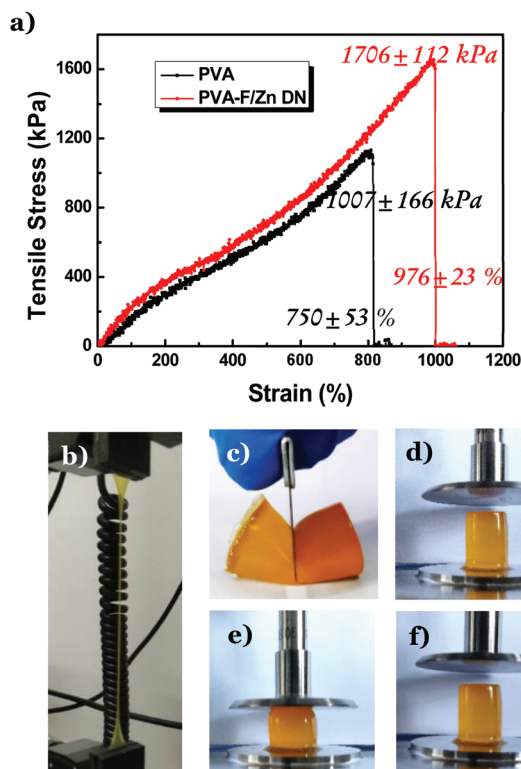 a)
1600
1200
800
400
0
Tensile Stress (kPa)
PVA
PVA-F/Zn DN
1706±112 kPa
1007±166 kPa
976±23 %
750±53 %
0 200 400 600 800 1000 1200
Strain (%)
b)
c)
d)
e)
f)